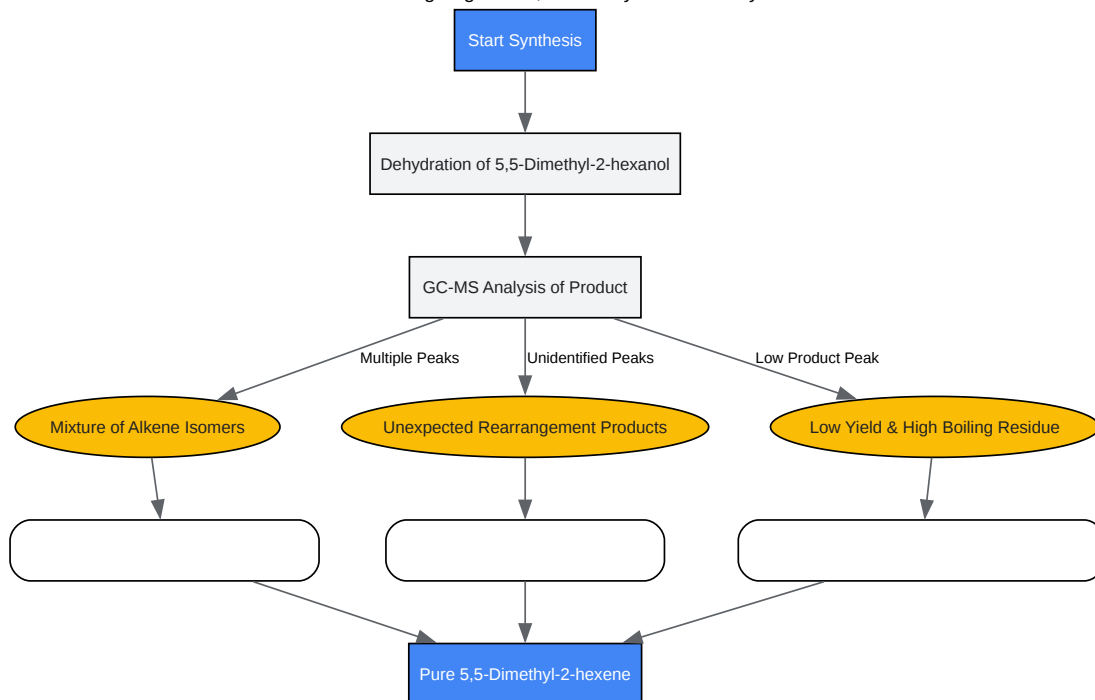 Start Synthesis
Dehydration of 5,5-Dimethyl-2-hexanol
GC-MS Analysis of Product
Multiple Peaks
Unidentified Peaks
Low Product Peak
Mixture of Alkene Isomers
Unexpected Rearrangement Products
Low Yield & High Boiling Residue
Pure 5,5-Dimethyl-2-hexene